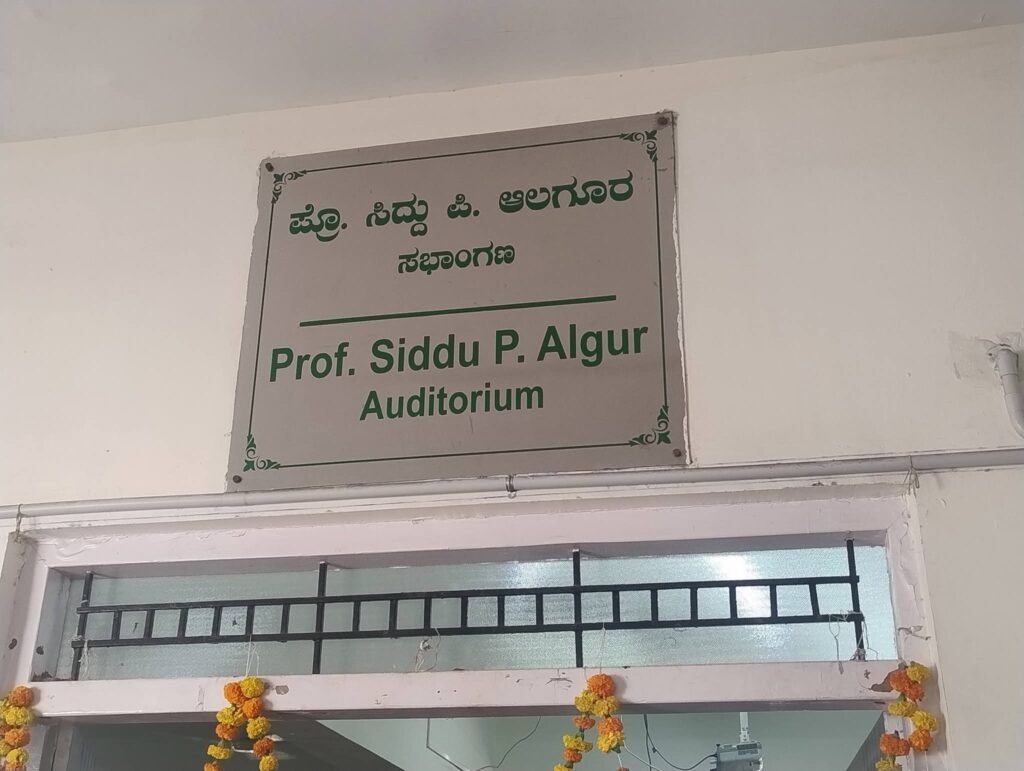 ಪ್ರೊ. ಸಿದ್ದು ಪಿ. ಆಲಗೂರ
ಸಭಾಂಗಣ
Prof. Siddu P. Algur
Auditorium